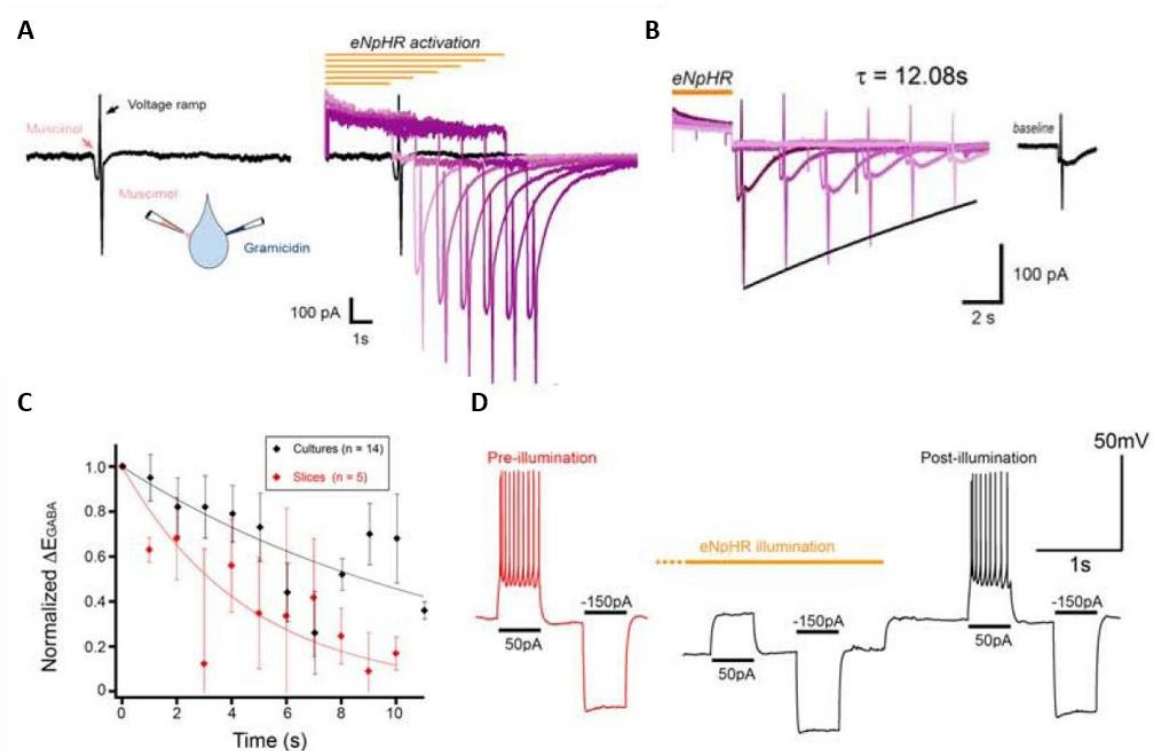 A
eNpHR activation
Voltage ramp
Muscimol
Muscimol
Gramicidin
100 pA
1s
B
eNpHR
τ = 12.08s
baseline
100 pA
2 s
C
Cultures (n = 14)
Slices (n = 5)
Normalized ΔEGABA
1.0
0.8
0.6
0.4
0.2
0
0
2
4
6
8
10
Time (s)
D
50mV
Pre-illumination
Post-illumination
eNpHR illumination
1s
-150pA
50pA
-150pA
50pA
-150pA
50pA